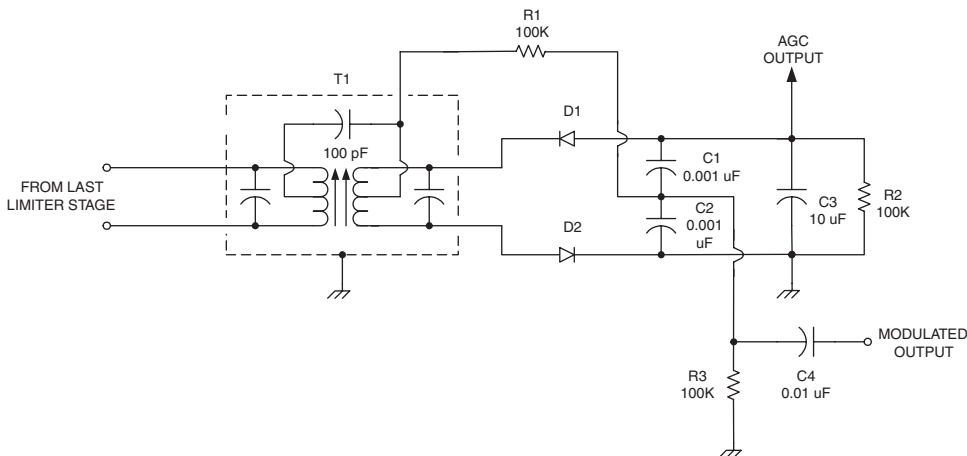 R1
100K
AGC
OUTPUT
T1
D1
100 pF
C1
0.001 uF
FROM LAST
LIMITER STAGE
C2
0.001
uF
C3
10 uF
R2
100K
D2
MODULATED
OUTPUT
R3
100K
C4
0.01 uF